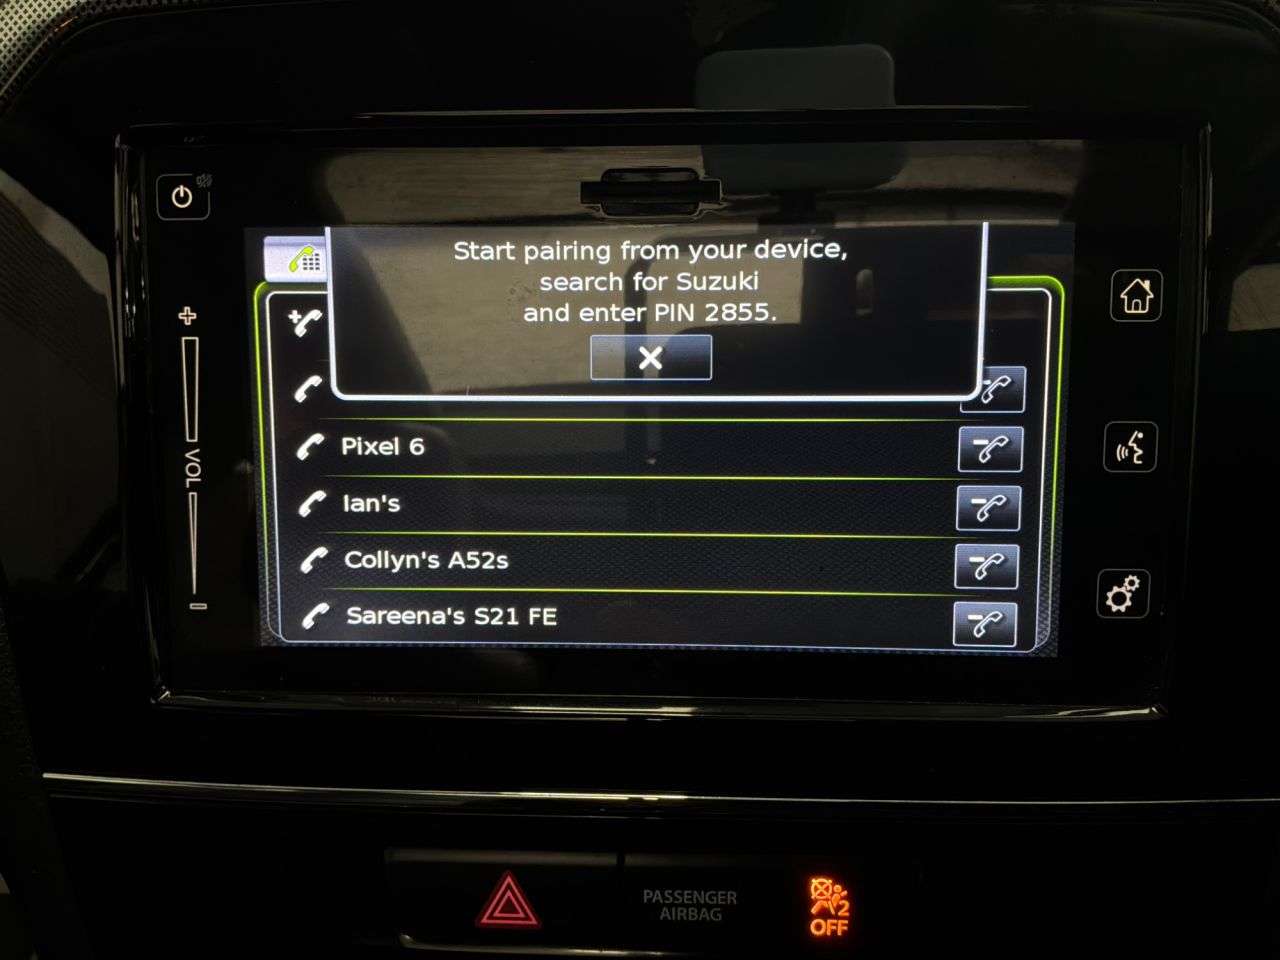 Start pairing from your device,
search for Suzuki
and enter PIN 2855.
VOL
Pixel 6
Ian's
Collyn's A52s
Sareena's S21 FE
PASSENGER
AIRBAG
2
OFF